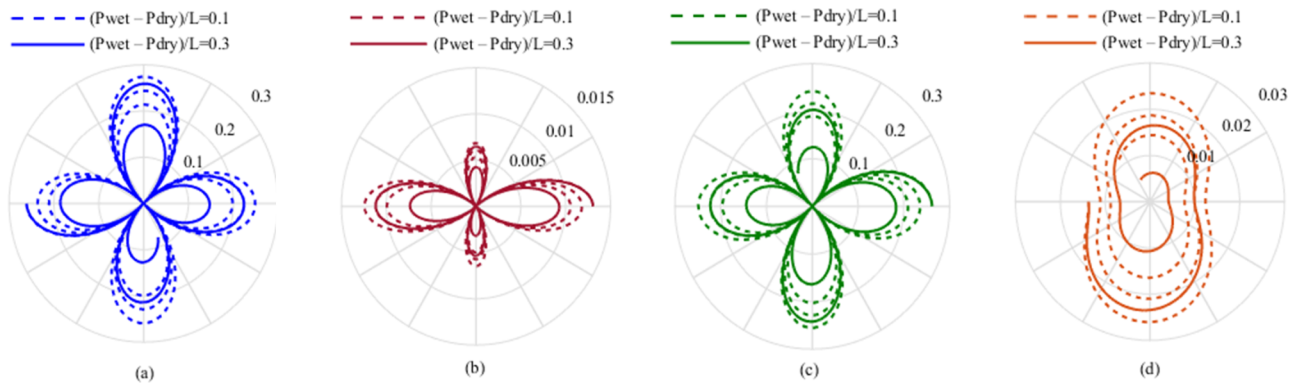 (Pwet – Pdry)/L=0.1
(Pwet – Pdry)/L=0.3
0.3
0.2
0.1
(a)
(Pwet – Pdry)/L=0.1
(Pwet – Pdry)/L=0.3
0.015
0.01
0.005
(b)
(Pwet – Pdry)/L=0.1
(Pwet – Pdry)/L=0.3
0.3
0.2
0.1
(c)
(Pwet – Pdry)/L=0.1
(Pwet – Pdry)/L=0.3
0.03
0.02
0.01
(d)